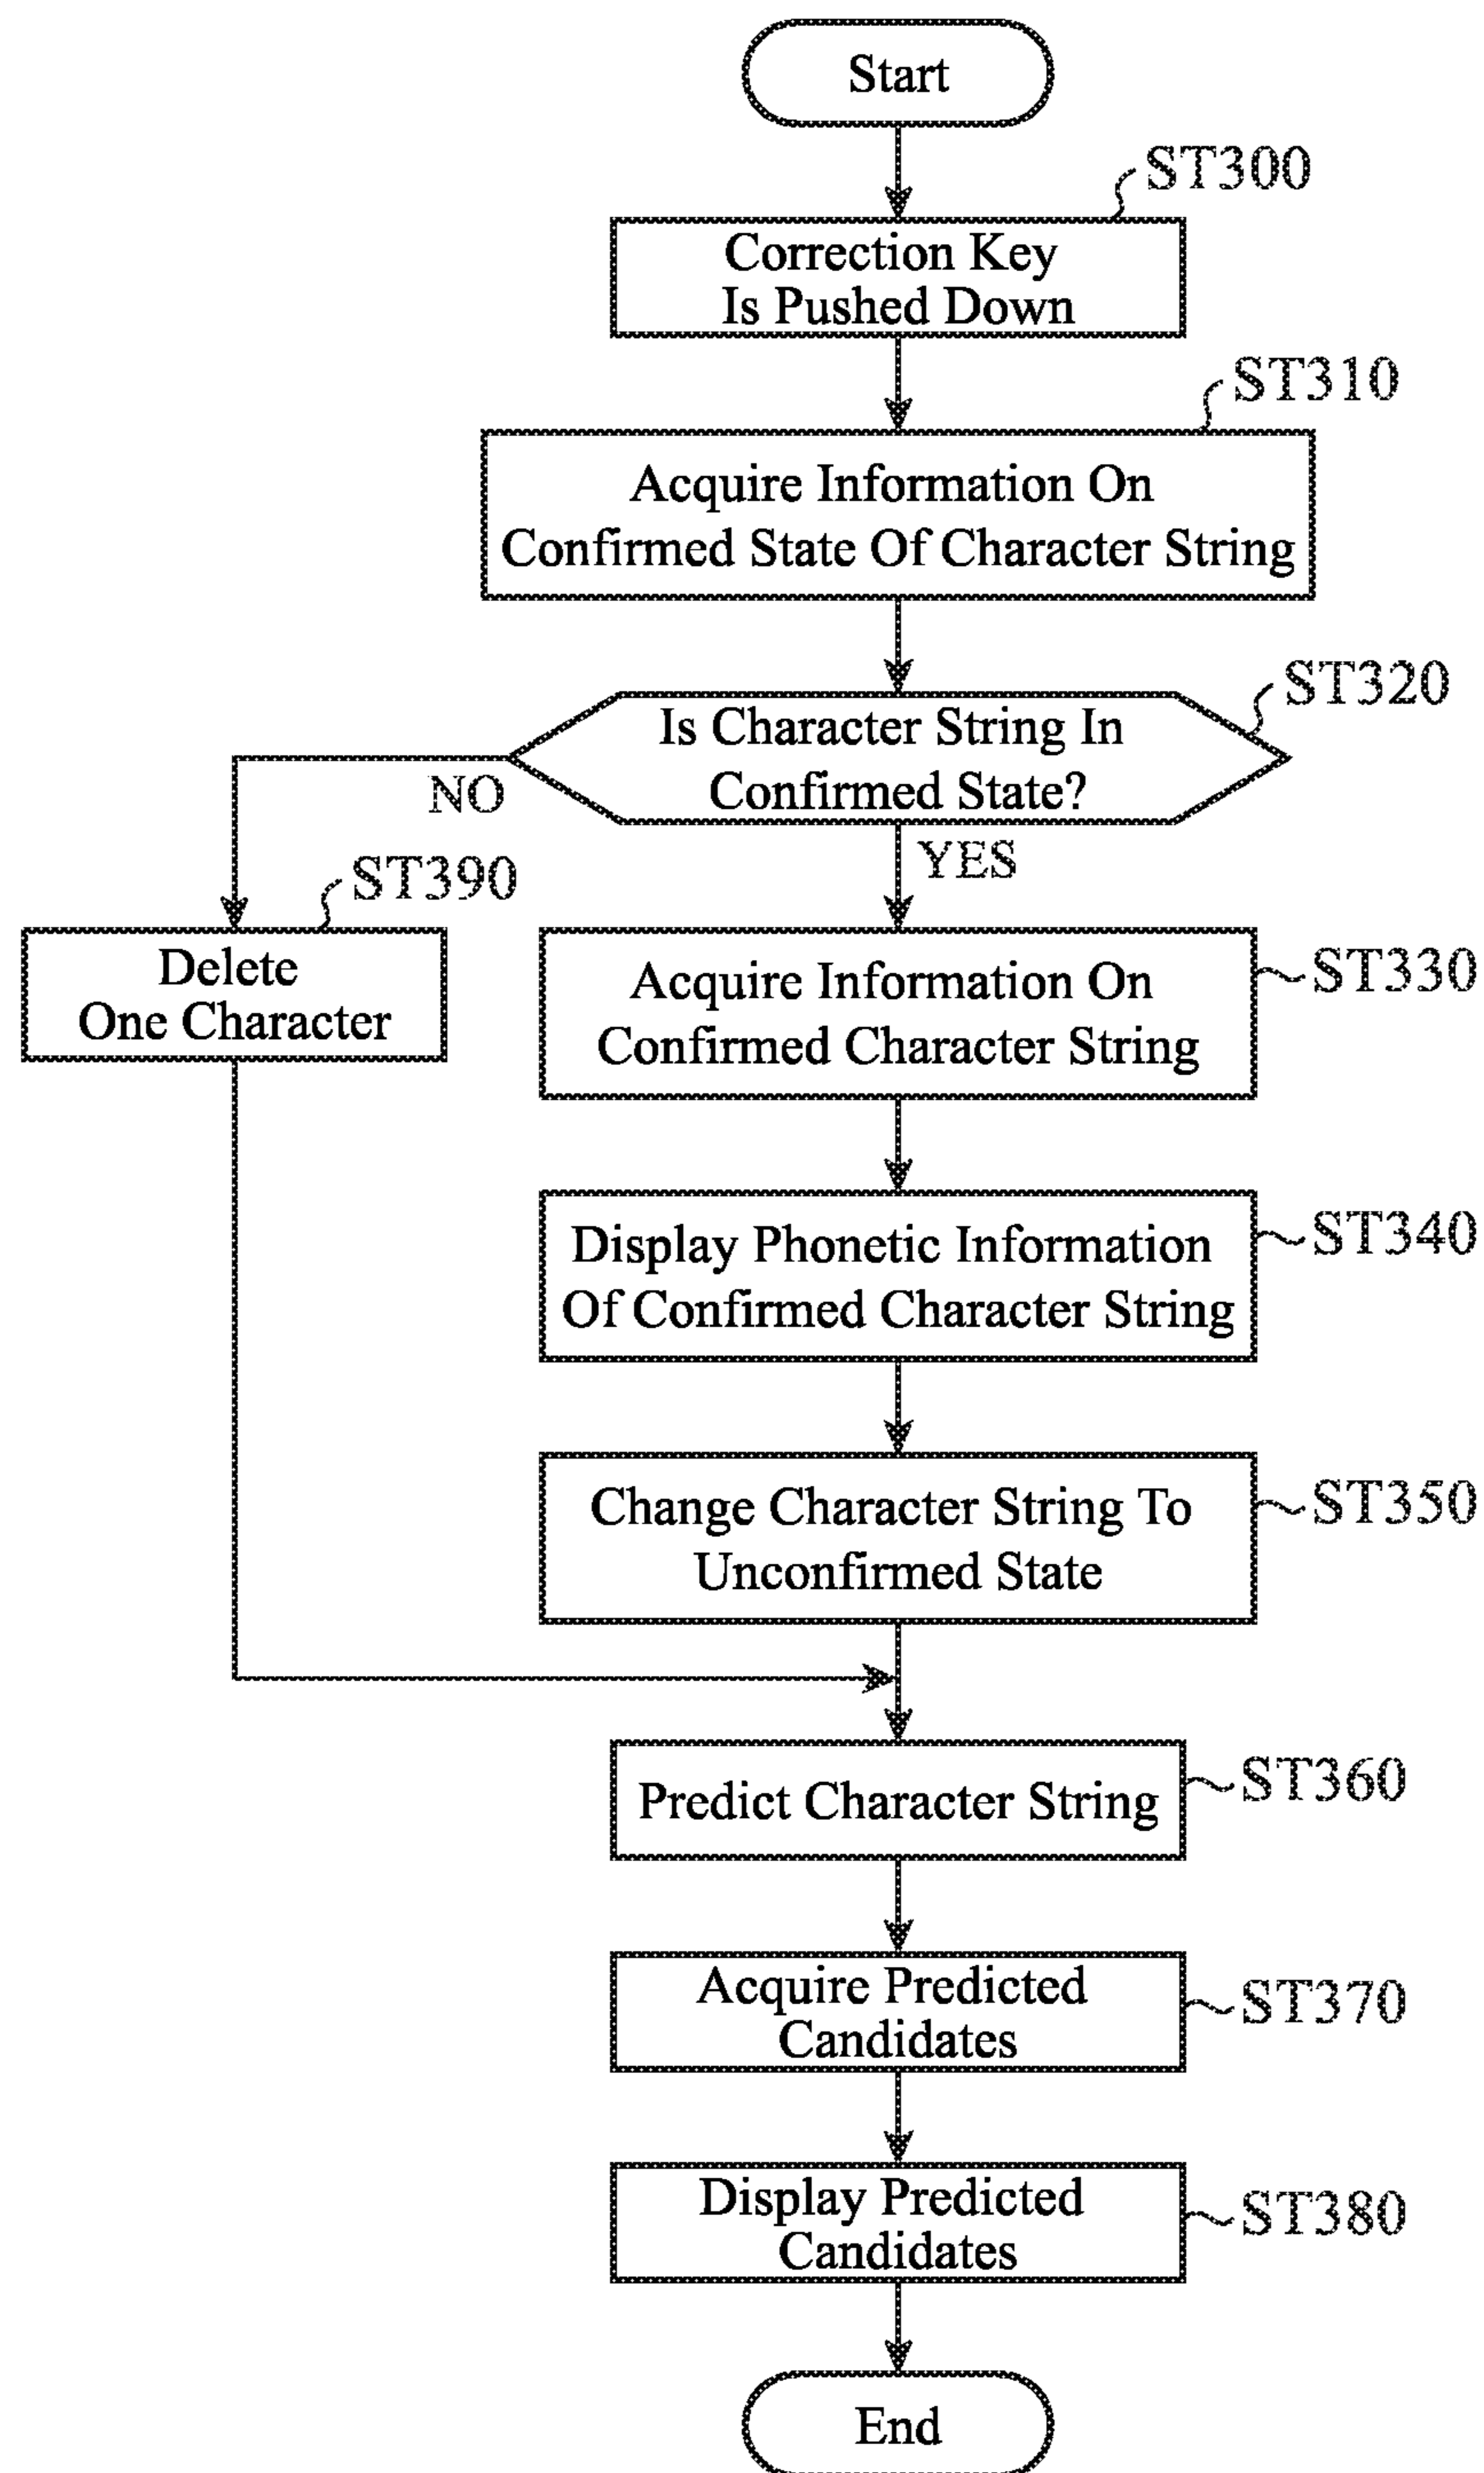 Start
ST300
Correction Key
Is Pushed Down
ST310
Acquire Information On
Confirmed State Of Character String
ST320
Is Character String In
Confirmed State?
NO
YES
ST390
Delete
One Character
ST330
Acquire Information On
Confirmed Character String
ST340
Display Phonetic Information
Of Confirmed Character String
ST350
Change Character String To
Unconfirmed State
ST360
Predict Character String
ST370
Acquire Predicted
Candidates
ST380
Display Predicted
Candidates
End